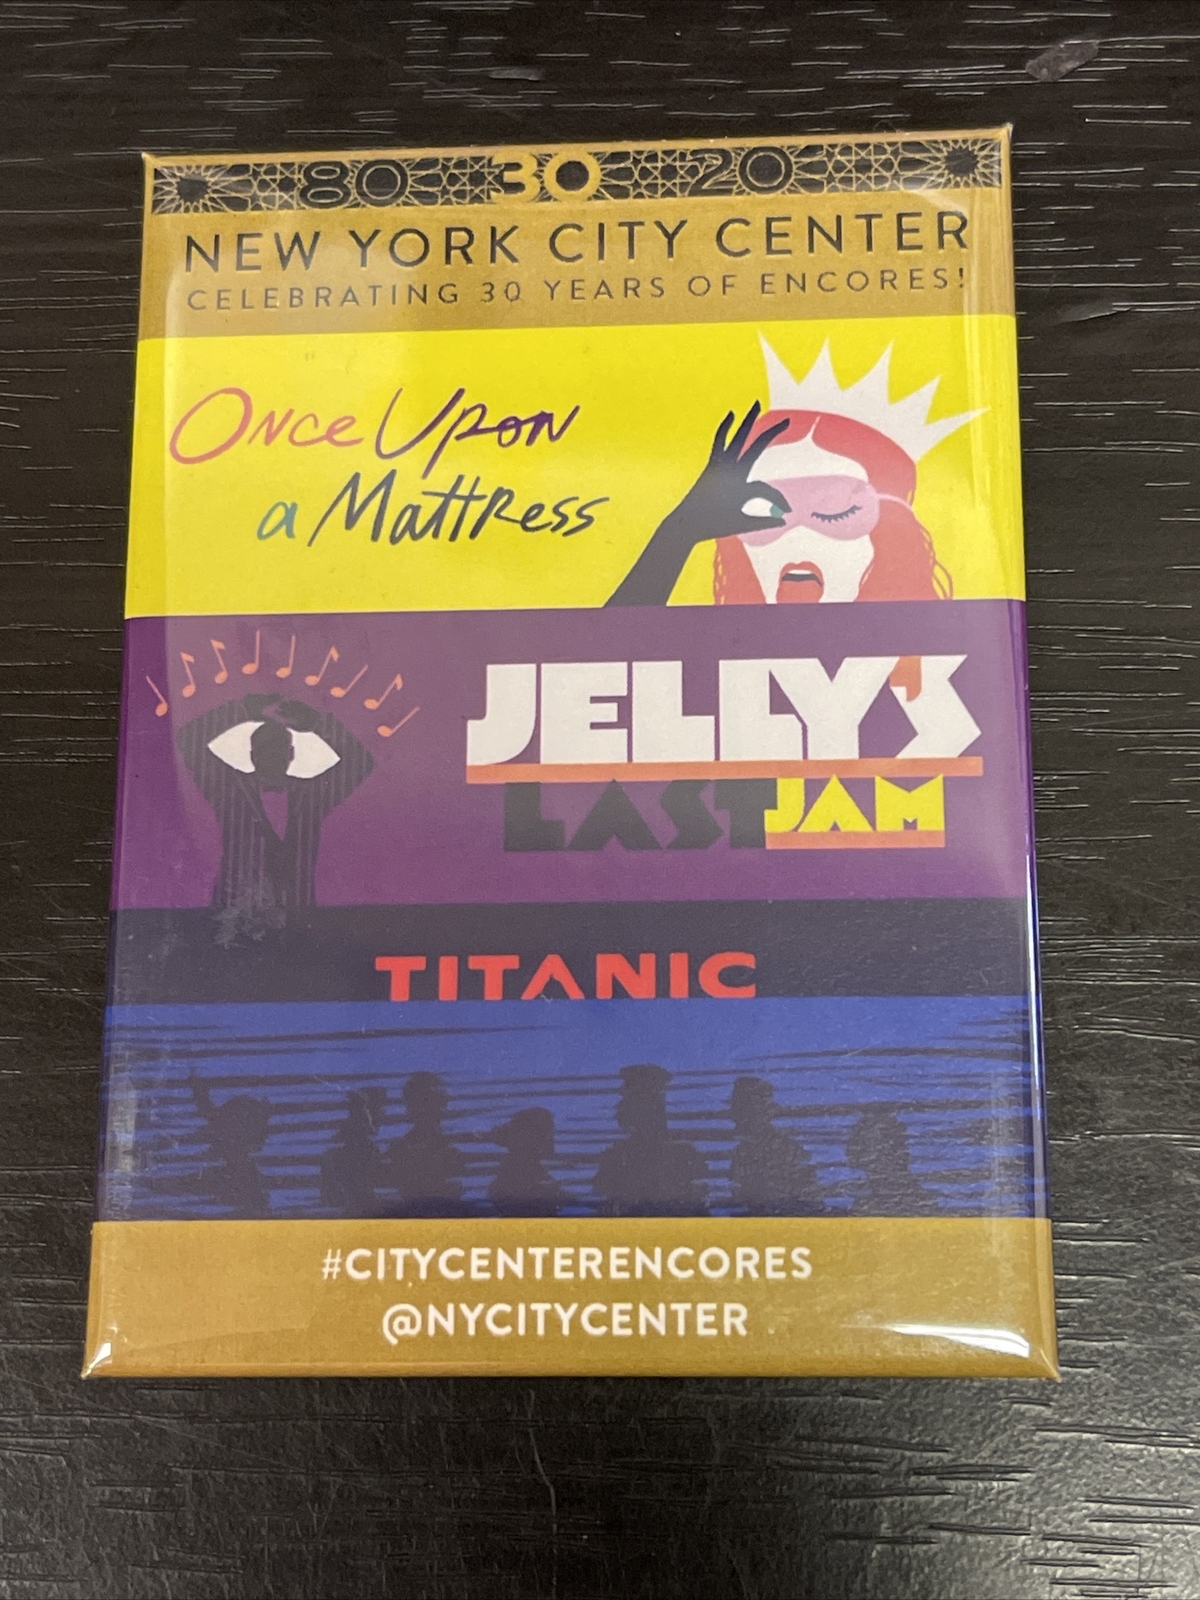 80 30 20
NEW YORK CITY CENTER
CELEBRATING 30 YEARS OF ENCORES!
Once Upon
a Mattress
JELLY'S
LAST JAM
TITANIC
#CITYCENTERENCORES
@NYCITYCENTER